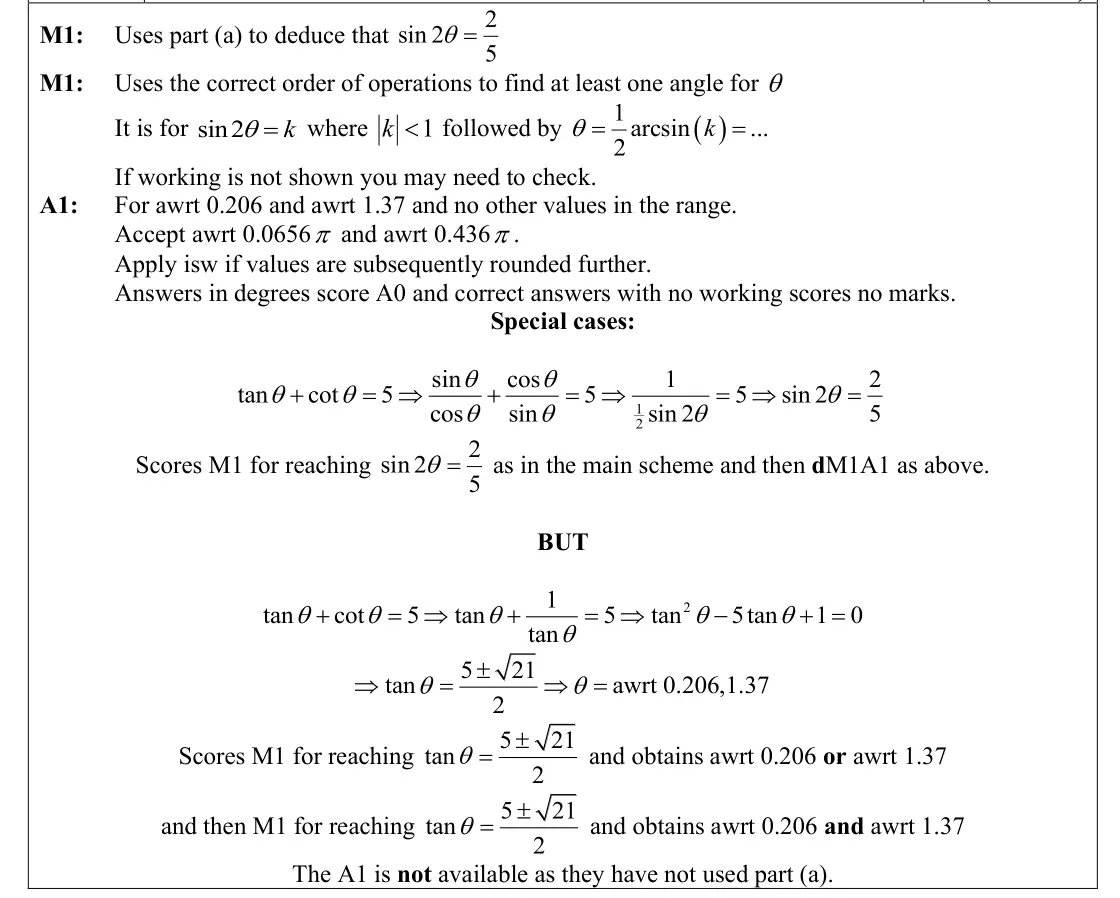 M1: Uses part (a) to deduce that sin 2θ = 2/5
M1: Uses the correct order of operations to find at least one angle for θ
It is for sin 2θ = k where |k| < 1 followed by θ = 1/2 arcsin(k) = ...
If working is not shown you may need to check.
A1: For awrt 0.206 and awrt 1.37 and no other values in the range.
Accept awrt 0.0656π and awrt 0.436π.
Apply isw if values are subsequently rounded further.
Answers in degrees score A0 and correct answers with no working scores no marks.
Special cases:
tan θ + cot θ = 5 ⇒ sin θ/cos θ + cos θ/sin θ = 5 ⇒ 1/(½ sin 2θ) = 5 ⇒ sin 2θ = 2/5
Scores M1 for reaching sin 2θ = 2/5 as in the main scheme and then dM1A1 as above.
BUT
tan θ + cot θ = 5 ⇒ tan θ + 1/tan θ = 5 ⇒ tan² θ − 5 tan θ + 1 = 0
⇒ tan θ = (5 ± √21)/2 ⇒ θ = awrt 0.206, 1.37
Scores M1 for reaching tan θ = (5 ± √21)/2 and obtains awrt 0.206 or awrt 1.37
and then M1 for reaching tan θ = (5 ± √21)/2 and obtains awrt 0.206 and awrt 1.37
The A1 is not available as they have not used part (a).